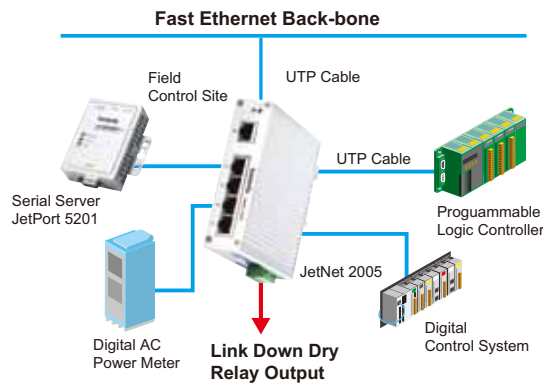 Fast Ethernet Back-bone
Field
Control Site
UTP Cable
UTP Cable
Serial Server
JetPort 5201
Proguammable
Logic Controller
JetNet 2005
Digital AC
Power Meter
Link Down Dry
Relay Output
Digital
Control System